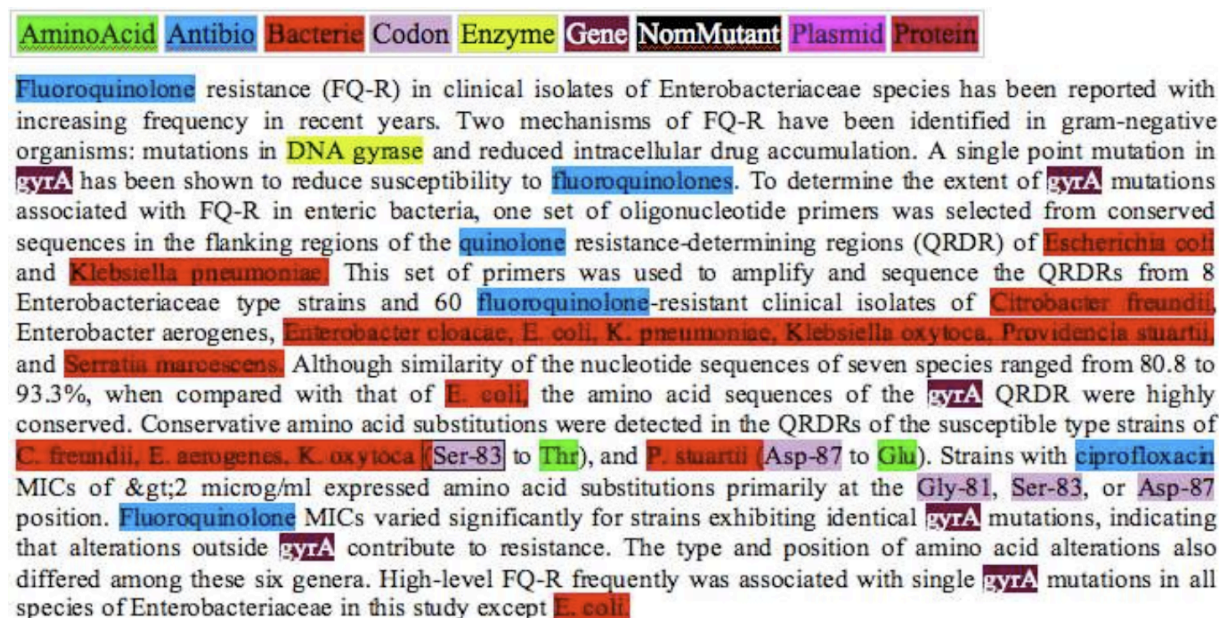 AminoAcid Antibio Bacterie Codon Enzyme Gene NomMutant Plasmid Protein
Fluoroquinolone resistance (FQ-R) in clinical isolates of Enterobacteriaceae species has been reported with
increasing frequency in recent years. Two mechanisms of FQ-R have been identified in gram-negative
organisms: mutations in DNA gyrase and reduced intracellular drug accumulation. A single point mutation in
gyrA has been shown to reduce susceptibility to fluoroquinolones. To determine the extent of gyrA mutations
associated with FQ-R in enteric bacteria, one set of oligonucleotide primers was selected from conserved
sequences in the flanking regions of the quinolone resistance-determining regions (QRDR) of Escherichia coli
and Klebsiella pneumoniae. This set of primers was used to amplify and sequence the QRDRs from 8
Enterobacteriaceae type strains and 60 fluoroquinolone-resistant clinical isolates of Citrobacter freundii,
Enterobacter aerogenes, Enterobacter cloacae, E. coli, K. pneumoniae, Klebsiella oxytoca, Providencia stuartii,
and Serratia marcescens. Although similarity of the nucleotide sequences of seven species ranged from 80.8 to
93.3%, when compared with that of E. coli, the amino acid sequences of the gyrA QRDR were highly
conserved. Conservative amino acid substitutions were detected in the QRDRs of the susceptible type strains of
C. freundii, E. aerogenes, K. oxytoca (Ser-83 to Thr), and P. stuartii (Asp-87 to Glu). Strains with ciprofloxacin
MICs of &gt;2 microg/ml expressed amino acid substitutions primarily at the Gly-81, Ser-83, or Asp-87
position. Fluoroquinolone MICs varied significantly for strains exhibiting identical gyrA mutations, indicating
that alterations outside gyrA contribute to resistance. The type and position of amino acid alterations also
differed among these six genera. High-level FQ-R frequently was associated with single gyrA mutations in all
species of Enterobacteriaceae in this study except E. coli.